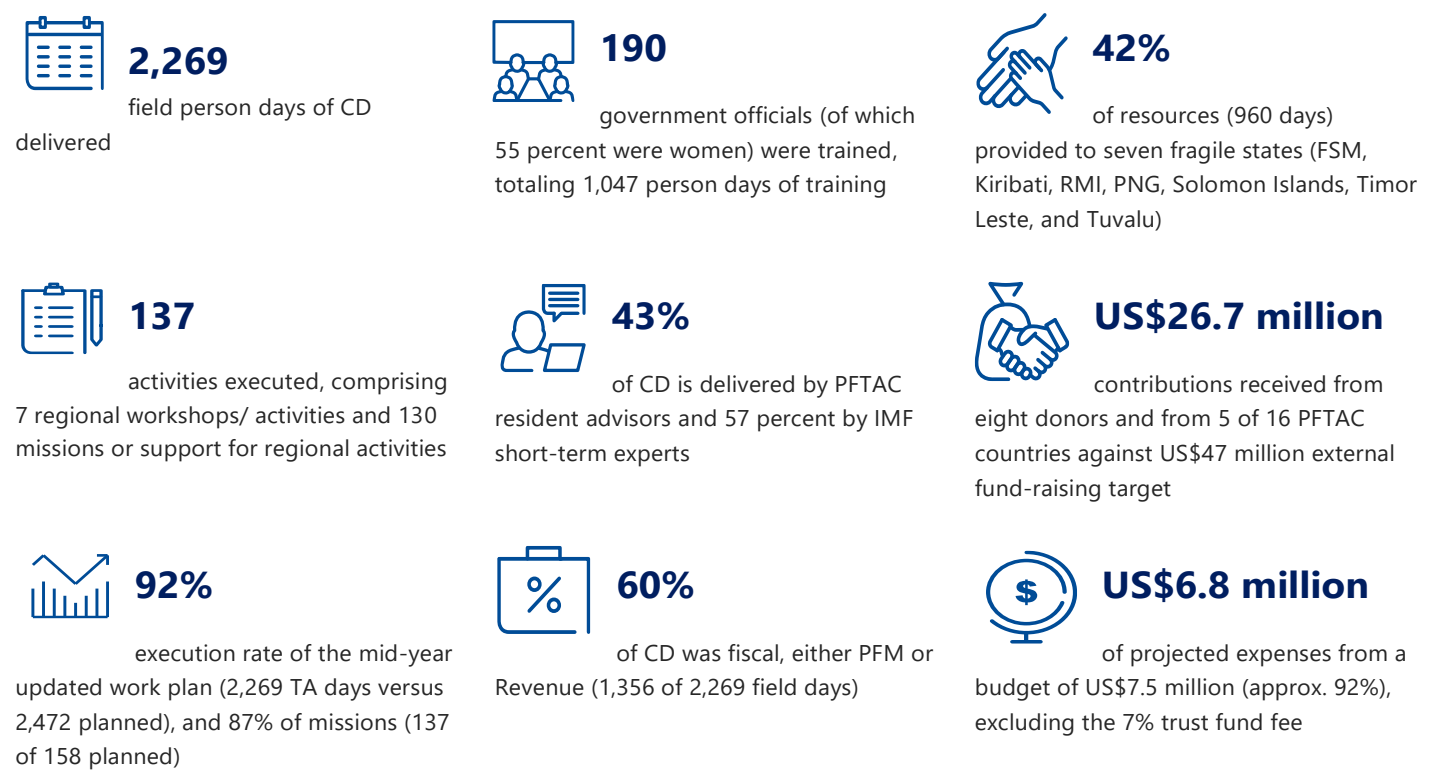 2,269
field person days of CD
delivered
190
government officials (of which
55 percent were women) were trained,
totaling 1,047 person days of training
42%
of resources (960 days)
provided to seven fragile states (FSM,
Kiribati, RMI, PNG, Solomon Islands, Timor
Leste, and Tuvalu)
137
activities executed, comprising
7 regional workshops/ activities and 130
missions or support for regional activities
43%
of CD is delivered by PFTAC
resident advisors and 57 percent by IMF
short-term experts
US$26.7 million
contributions received from
eight donors and from 5 of 16 PFTAC
countries against US$47 million external
fund-raising target
92%
execution rate of the mid-year
updated work plan (2,269 TA days versus
2,472 planned), and 87% of missions (137
of 158 planned)
%
60%
of CD was fiscal, either PFM or
Revenue (1,356 of 2,269 field days)
$
US$6.8 million
of projected expenses from a
budget of US$7.5 million (approx. 92%),
excluding the 7% trust fund fee